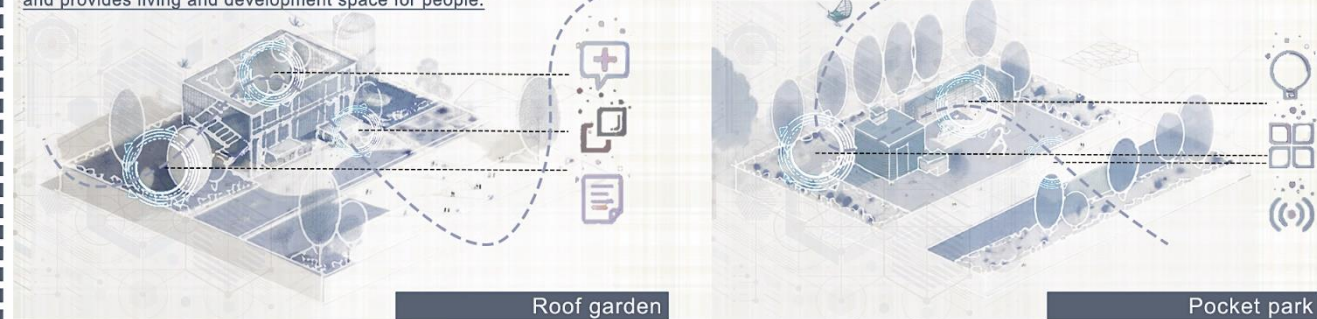 and provides living and development space for people.
Roof garden
Pocket park